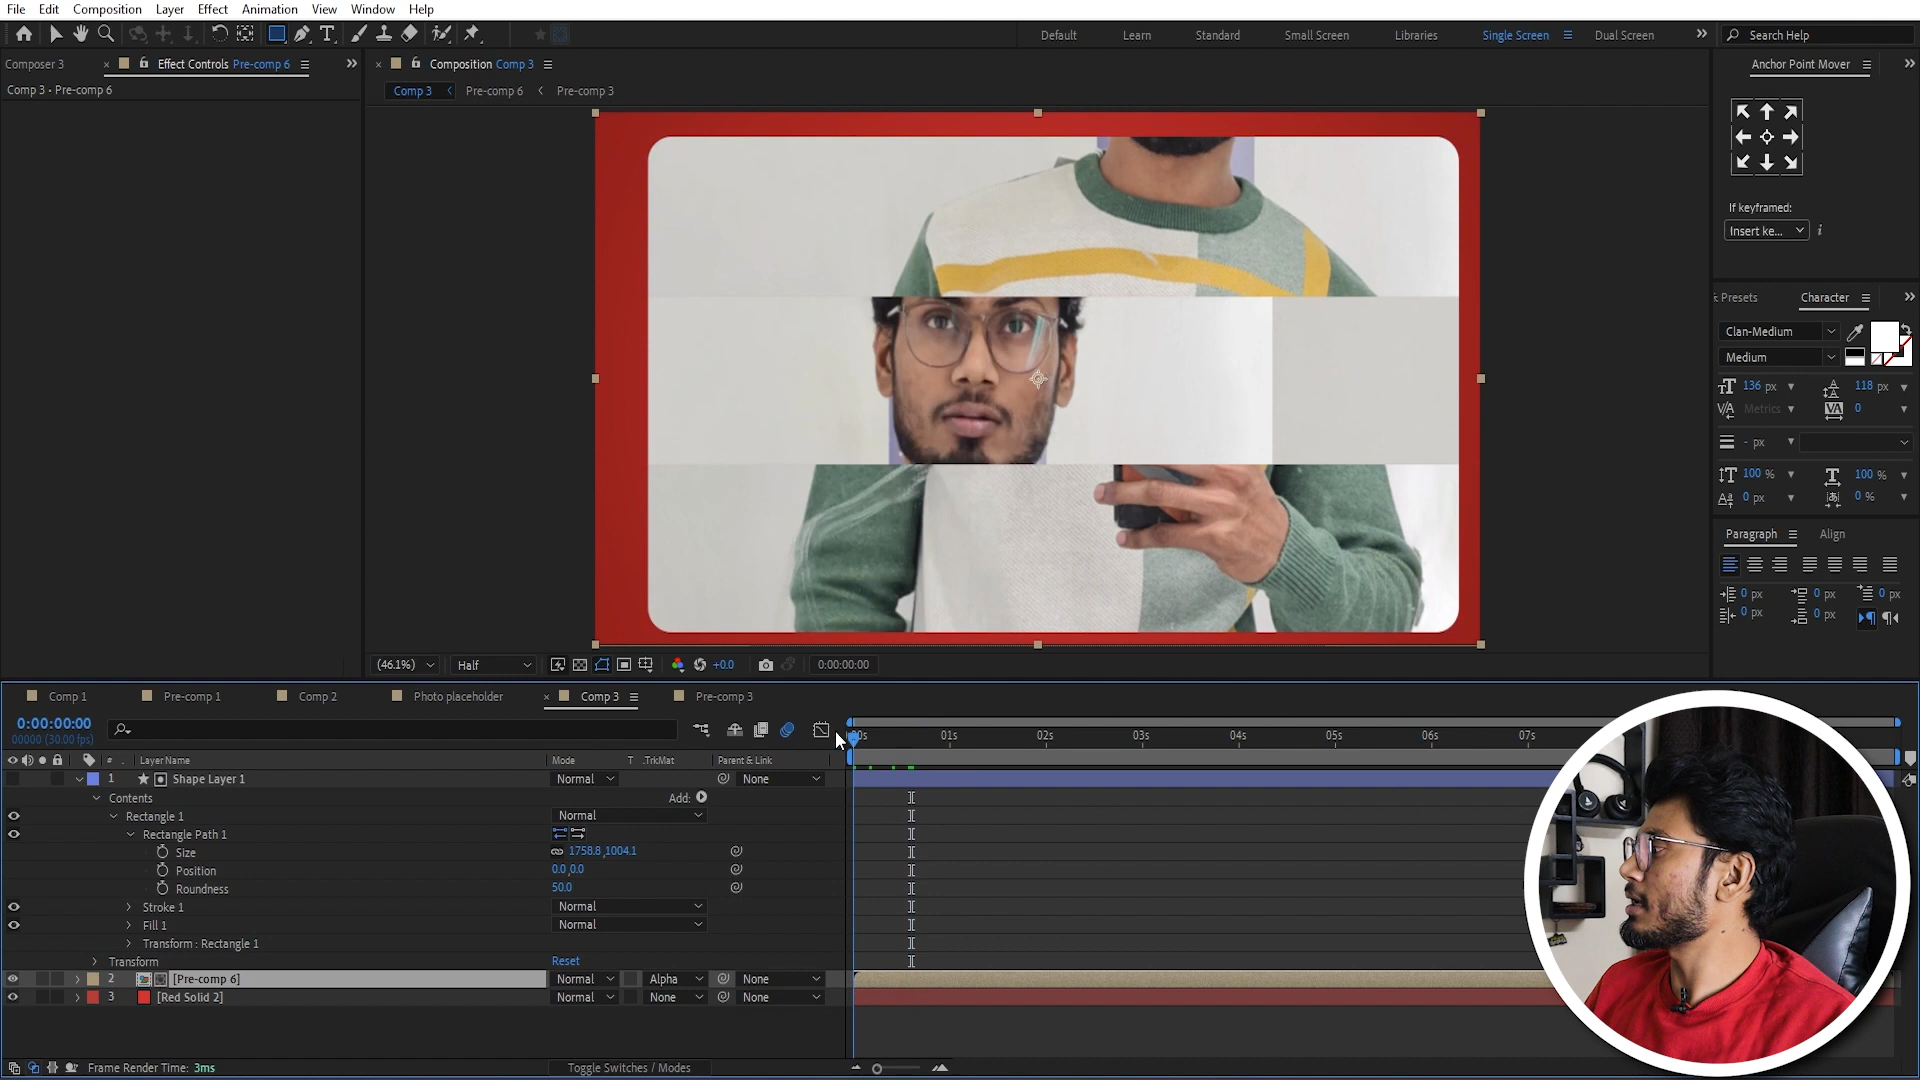 File Edit Composition Layer Effect Animation View Window Help
Default Learn Standard Small Screen Libraries Single Screen Dual Screen Search Help
Composer 3 Effect Controls Pre-comp 6 Composition Comp 3 Anchor Point Mover
Comp 3 • Pre-comp 6
Comp 3 Pre-comp 6 Pre-comp 3
If keyframed:
Insert ke...
Presets Character
Clan-Medium
Medium
136 px 118 px
Metrics 0
- px
100 % 100 %
0 px 0 %
Paragraph Align
0 px 0 px 0 px
0 px 0 px
(46.1%) Half +0.0 0:00:00:00
Comp 1 Pre-comp 1 Comp 2 Photo placeholder Comp 3 Pre-comp 3
0:00:00:00
00000 (30.00 fps)
01s 02s 03s 04s 05s 06s 07s
# Layer Name Mode T .TrkMat Parent & Link
1 Shape Layer 1 Normal None
Contents Add:
Rectangle 1 Normal
Rectangle Path 1
Size 1758.8,1004.1
Position 0.0,0.0
Roundness 50.0
Stroke 1 Normal
Fill 1 Normal
Transform : Rectangle 1
Transform Reset
2 [Pre-comp 6] Normal Alpha None
3 [Red Solid 2] Normal None None
Frame Render Time: 3ms Toggle Switches / Modes